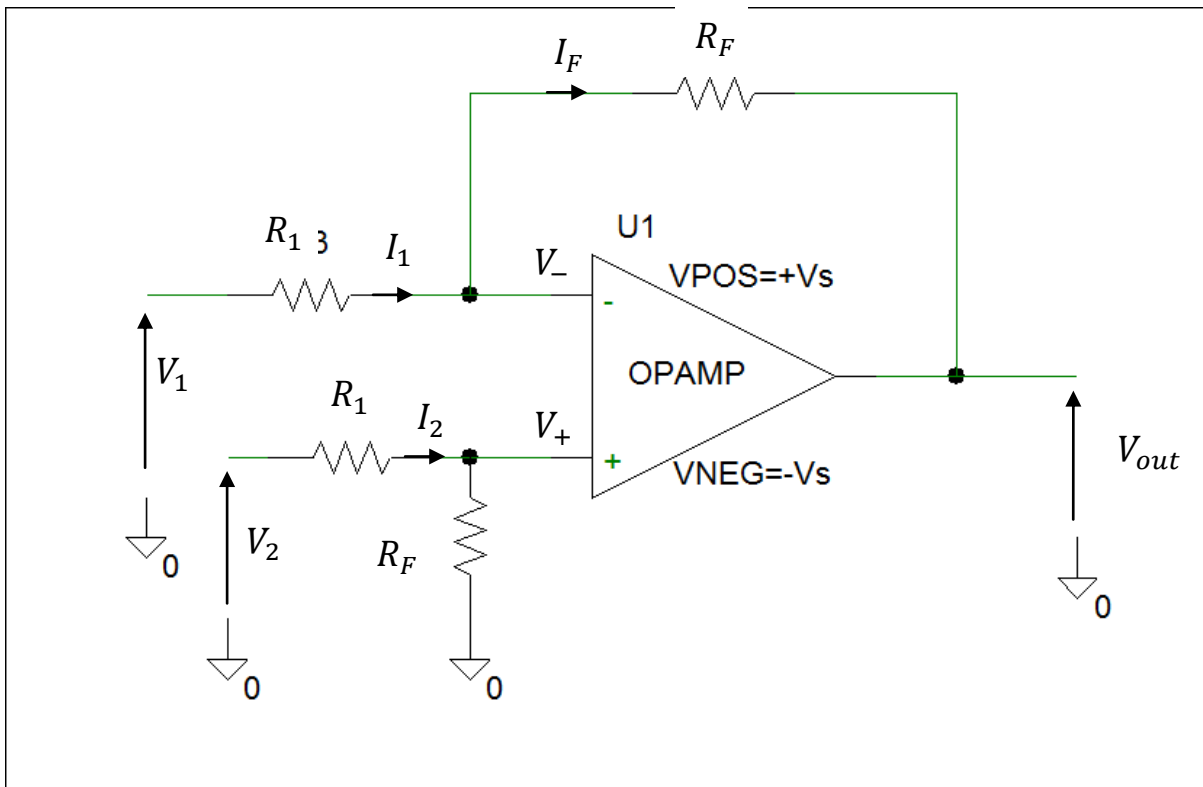 R_F
I_F
U1
R_1 3
I_1
V_-
VPOS=+Vs
-
V_1
OPAMP
R_1
I_2
V_+
+
VNEG=-Vs
V_out
V_2
R_F
0
0
0
0